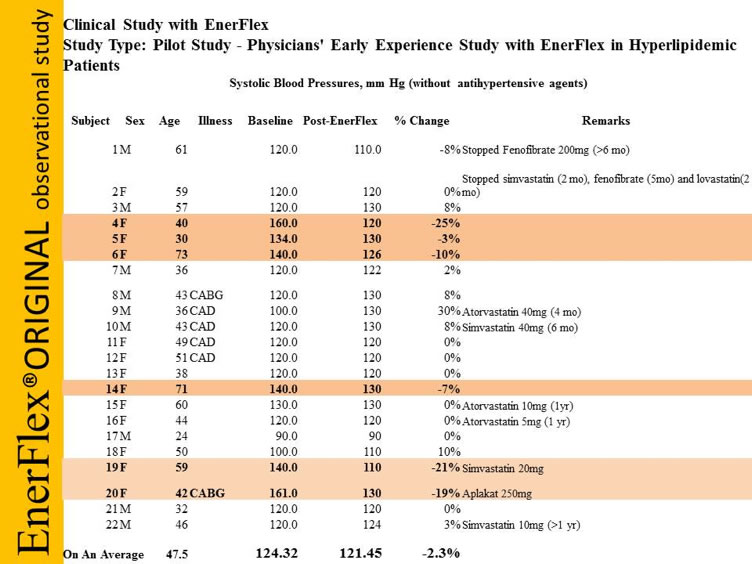 EnerFlex®ORIGINAL observational study
Clinical Study with EnerFlex
Study Type: Pilot Study - Physicians' Early Experience Study with EnerFlex in Hyperlipidemic
Patients
Systolic Blood Pressures, mm Hg (without antihypertensive agents)
Subject Sex Age Illness Baseline Post-EnerFlex % Change Remarks
1 M 61 120.0 110.0 -8% Stopped Fenofibrate 200mg (>6 mo)
Stopped simvastatin (2 mo), fenofibrate (5mo) and lovastatin(2
2 F 59 120.0 120 0% mo)
3 M 57 120.0 130 8%
4 F 40 160.0 120 -25%
5 F 30 134.0 130 -3%
6 F 73 140.0 126 -10%
7 M 36 120.0 122 2%
8 M 43 CABG 120.0 130 8%
9 M 36 CAD 100.0 130 30% Atorvastatin 40mg (4 mo)
10 M 43 CAD 120.0 130 8% Simvastatin 40mg (6 mo)
11 F 49 CAD 120.0 120 0%
12 F 51 CAD 120.0 120 0%
13 F 38 120.0 120 0%
14 F 71 140.0 130 -7%
15 F 60 130.0 130 0% Atorvastatin 10mg (1yr)
16 F 44 120.0 120 0% Atorvastatin 5mg (1 yr)
17 M 24 90.0 90 0%
18 F 50 100.0 110 10%
19 F 59 140.0 110 -21% Simvastatin 20mg
20 F 42 CABG 161.0 130 -19% Aplakat 250mg
21 M 32 120.0 120 0%
22 M 46 120.0 124 3% Simvastatin 10mg (>1 yr)
On An Average 47.5 124.32 121.45 -2.3%